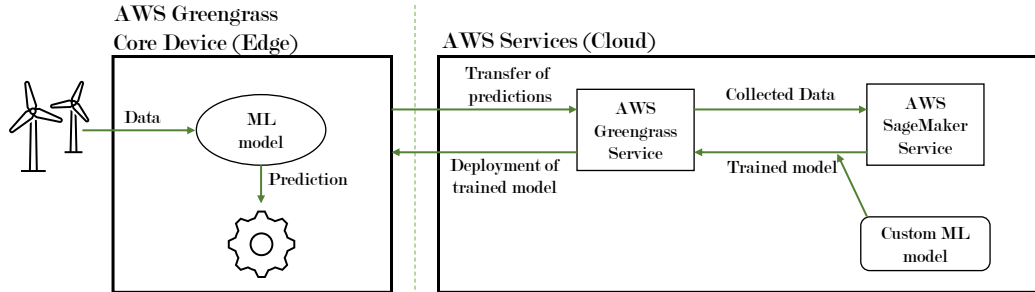 AWS Greengrass
Core Device (Edge)
Data
ML
model
Prediction
AWS Services (Cloud)
Transfer of
predictions
Deployment of
trained model
AWS
Greengrass
Service
Collected Data
Trained model
AWS
SageMaker
Service
Custom ML
model